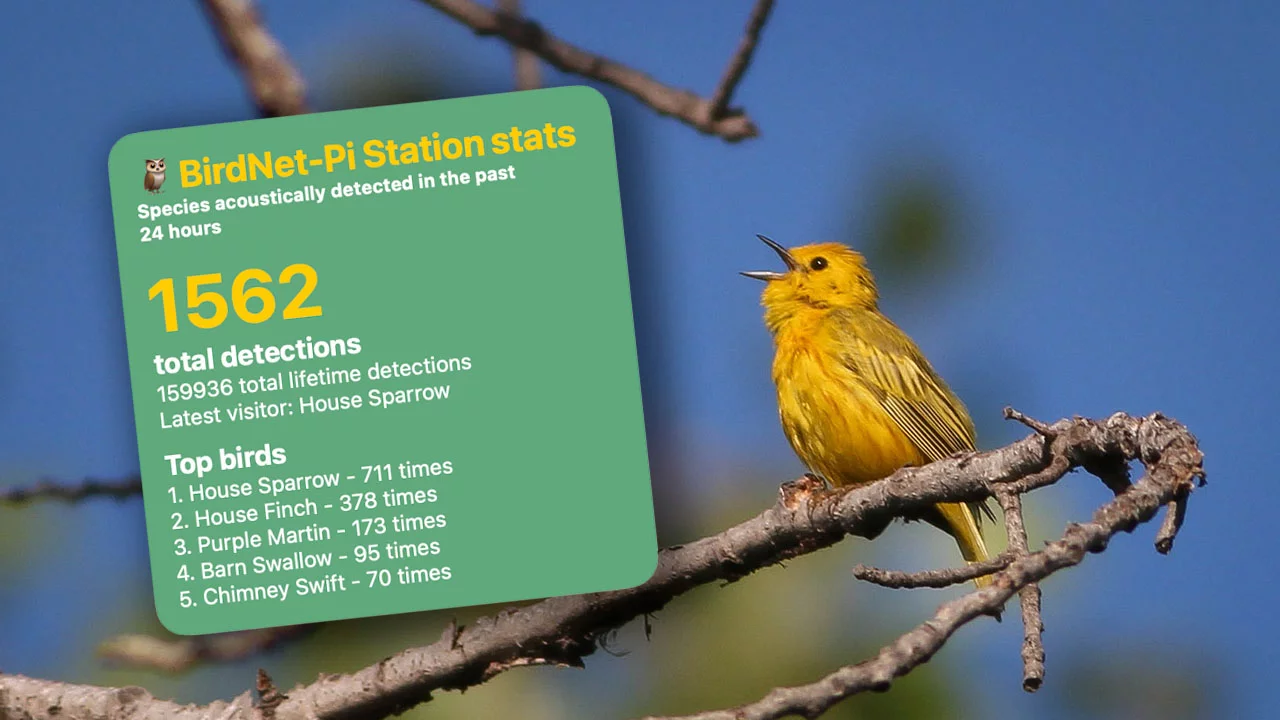 🦉 BirdNet-Pi Station stats
Species acoustically detected in the past
24 hours
1562
total detections
159936 total lifetime detections
Latest visitor: House Sparrow
Top birds
1. House Sparrow - 711 times
2. House Finch - 378 times
3. Purple Martin - 173 times
4. Barn Swallow - 95 times
5. Chimney Swift - 70 times